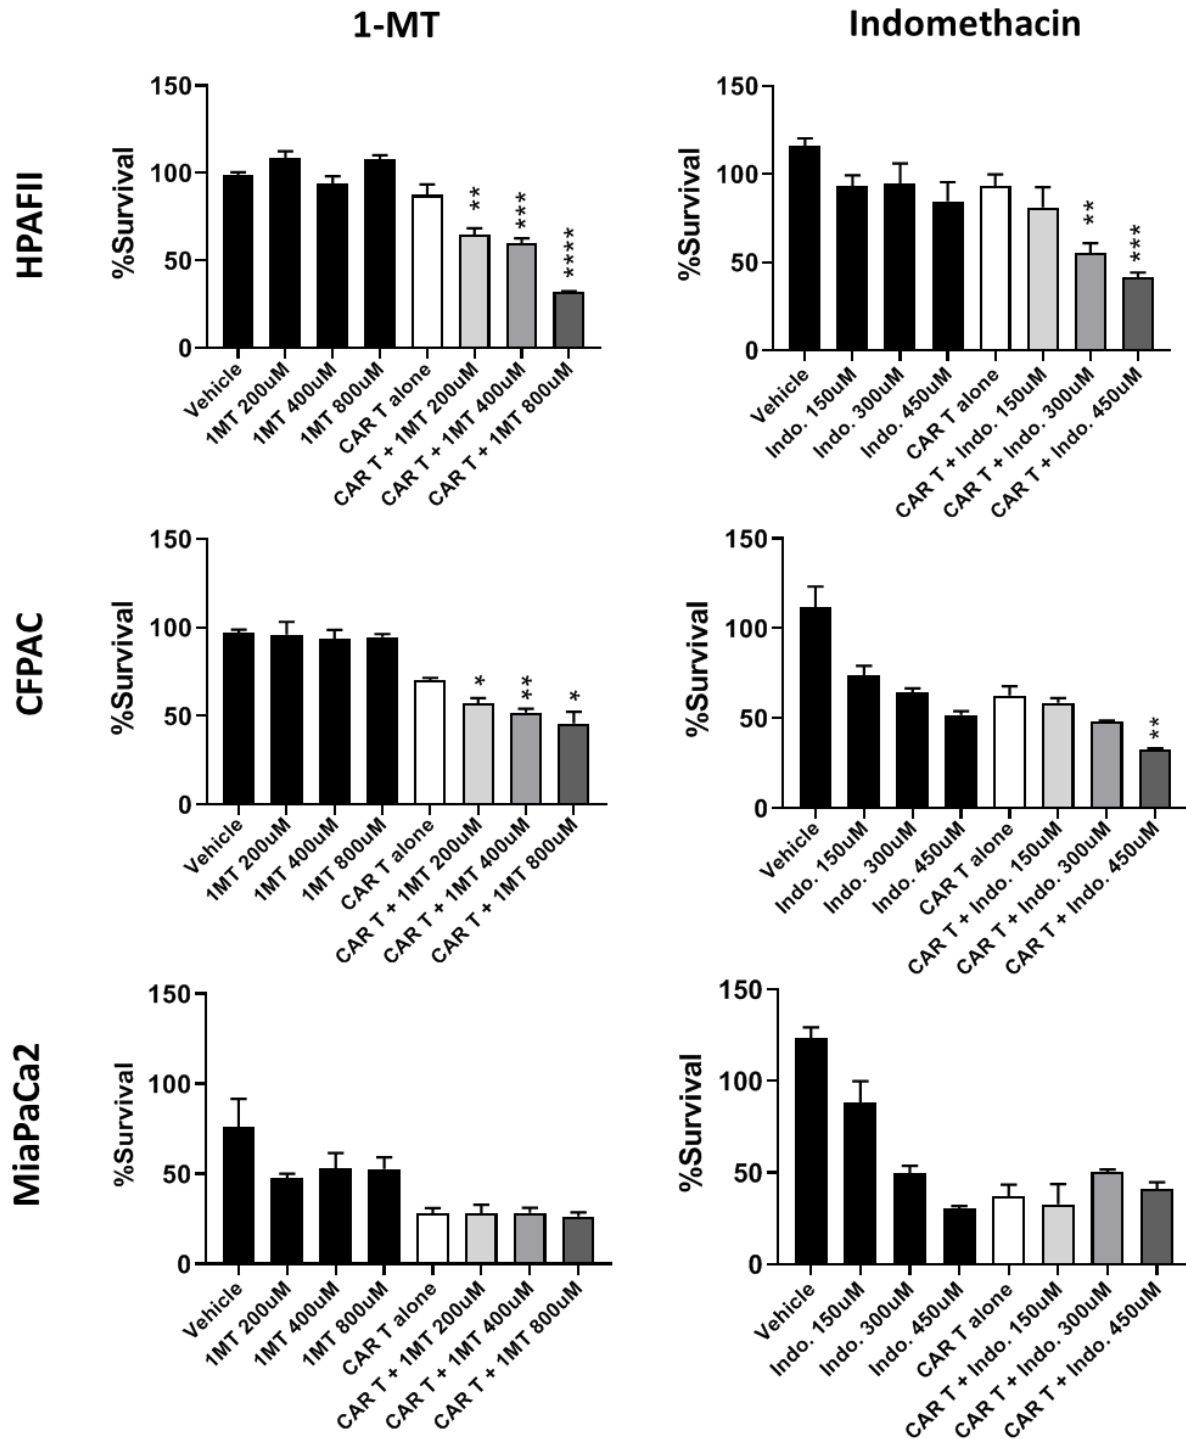 1-MT
Indomethacin
HPAFII
%Survival
150
100
50
0
**
***
****
Vehicle
1MT 200uM
1MT 400uM
1MT 800uM
CAR T alone
CAR T + 1MT 200uM
CAR T + 1MT 400uM
CAR T + 1MT 800uM
%Survival
150
100
50
0
**
***
Vehicle
Indo. 150uM
Indo. 300uM
Indo. 450uM
CAR T alone
CAR T + Indo. 150uM
CAR T + Indo. 300uM
CAR T + Indo. 450uM
CFPAC
%Survival
150
100
50
0
*
**
*
Vehicle
1MT 200uM
1MT 400uM
1MT 800uM
CAR T alone
CAR T + 1MT 200uM
CAR T + 1MT 400uM
CAR T + 1MT 800uM
%Survival
150
100
50
0
**
Vehicle
Indo. 150uM
Indo. 300uM
Indo. 450uM
CAR T alone
CAR T + Indo. 150uM
CAR T + Indo. 300uM
CAR T + Indo. 450uM
MiaPaCa2
%Survival
150
100
50
0
Vehicle
1MT 200uM
1MT 400uM
1MT 800uM
CAR T alone
CAR T + 1MT 200uM
CAR T + 1MT 400uM
CAR T + 1MT 800uM
%Survival
150
100
50
0
Vehicle
Indo. 150uM
Indo. 300uM
Indo. 450uM
CAR T alone
CAR T + Indo. 150uM
CAR T + Indo. 300uM
CAR T + Indo. 450uM